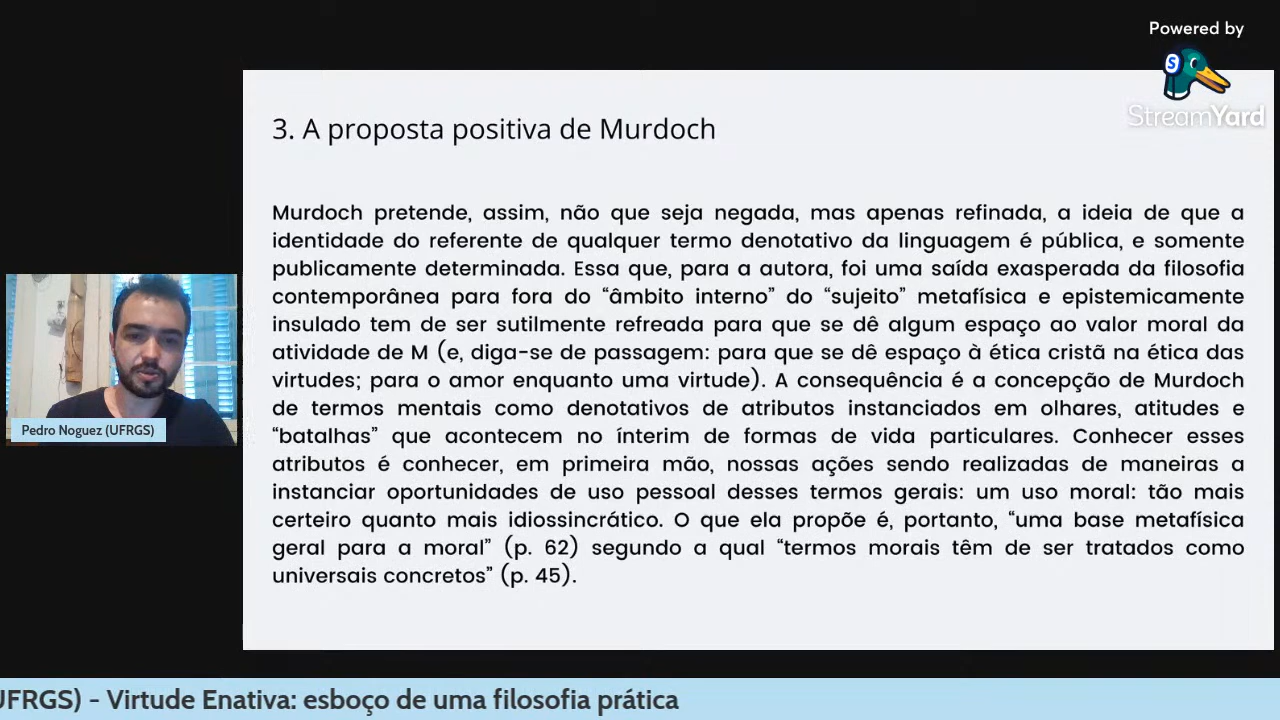 Powered by
S
StreamYard
3. A proposta positiva de Murdoch
Murdoch pretende, assim, não que seja negada, mas apenas refinada, a ideia de que a
identidade do referente de qualquer termo denotativo da linguagem é pública, e somente
publicamente determinada. Essa que, para a autora, foi uma saída exasperada da filosofia
contemporânea para fora do “âmbito interno” do “sujeito” metafísica e epistemicamente
insulado tem de ser sutilmente refreada para que se dê algum espaço ao valor moral da
atividade de M (e, diga-se de passagem: para que se dê espaço à ética cristã na ética das
virtudes; para o amor enquanto uma virtude). A consequência é a concepção de Murdoch
de termos mentais como denotativos de atributos instanciados em olhares, atitudes e
“batalhas” que acontecem no ínterim de formas de vida particulares. Conhecer esses
atributos é conhecer, em primeira mão, nossas ações sendo realizadas de maneiras a
instanciar oportunidades de uso pessoal desses termos gerais: um uso moral: tão mais
certeiro quanto mais idiossincrático. O que ela propõe é, portanto, “uma base metafísica
geral para a moral” (p. 62) segundo a qual “termos morais têm de ser tratados como
universais concretos” (p. 45).
Pedro Noguez (UFRGS)
UFRGS) - Virtude Enativa: esboço de uma filosofia prática